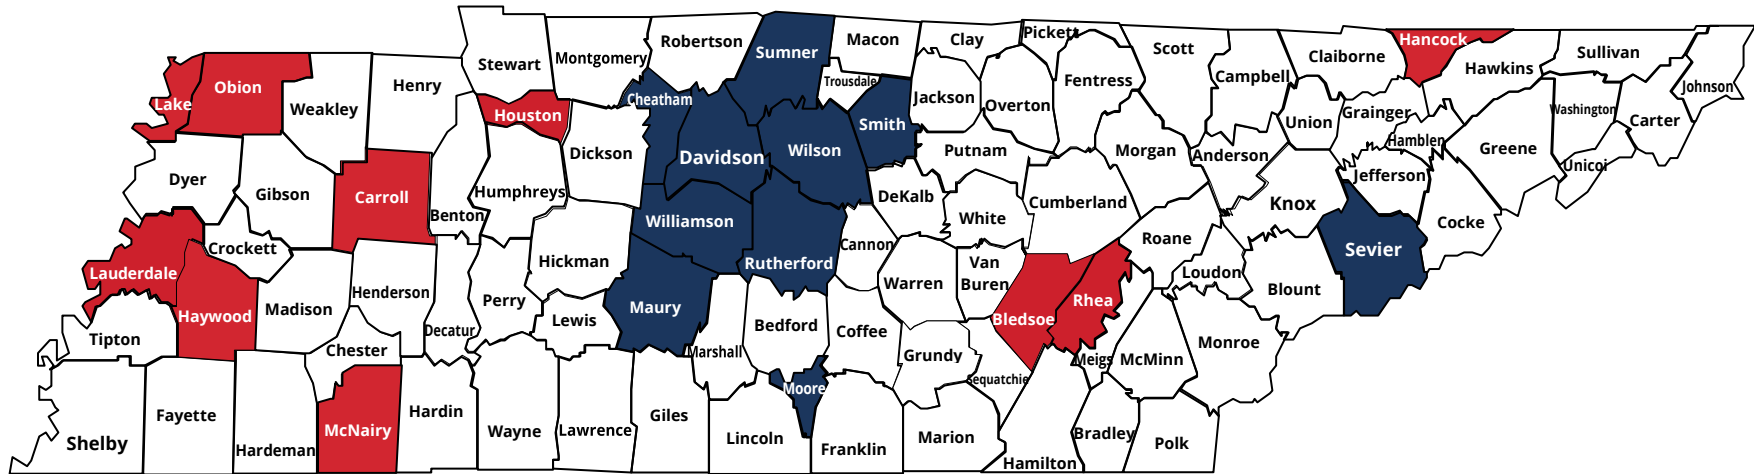 Lake
Obion
Weakley
Henry
Stewart
Montgomery
Robertson
Sumner
Macon
Trousdale
Clay
Pickett
Fentress
Scott
Campbell
Claiborne
Hancock
Hawkins
Sullivan
Johnson
Dyer
Gibson
Carroll
Benton
Houston
Humphreys
Dickson
Cheatham
Davidson
Wilson
Smith
Jackson
Overton
Putnam
Morgan
Anderson
Union
Grainger
Hamblen
Greene
Washington
Unicoi
Carter
Lauderdale
Crockett
Haywood
Madison
Henderson
Decatur
Perry
Hickman
Williamson
Rutherford
Cannon
DeKalb
White
Cumberland
Roane
Knox
Jefferson
Sevier
Cocke
Tipton
Chester
Lewis
Maury
Marshall
Bedford
Coffee
Warren
Van
Buren
Bledsoe
Rhea
Loudon
Blount
Shelby
Fayette
Hardeman
McNairy
Hardin
Wayne
Lawrence
Giles
Lincoln
Moore
Franklin
Grundy
Marion
Sequatchie
Hamilton
Meigs
McMinn
Bradley
Polk
Monroe